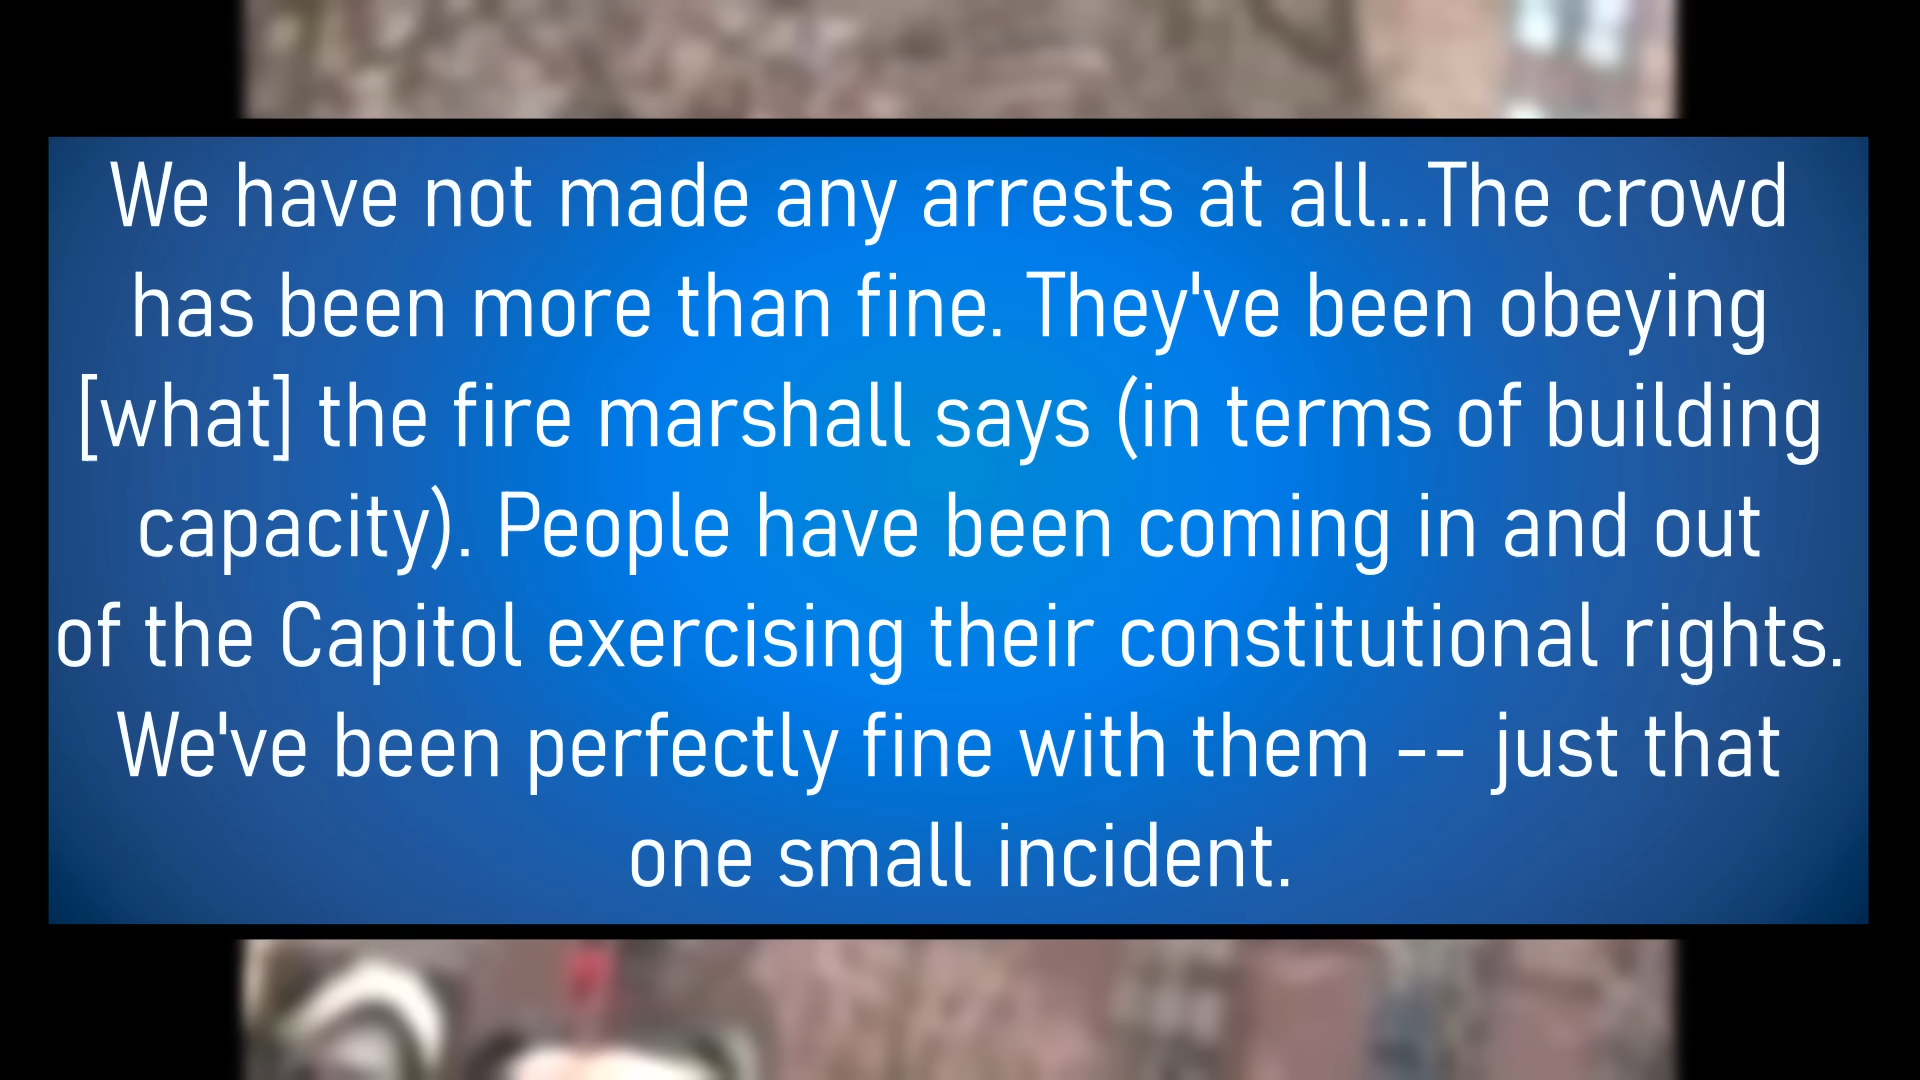 We have not made any arrests at all...The crowd
has been more than fine. They've been obeying
[what] the fire marshall says (in terms of building
capacity). People have been coming in and out
of the Capitol exercising their constitutional rights.
We've been perfectly fine with them -- just that
one small incident.